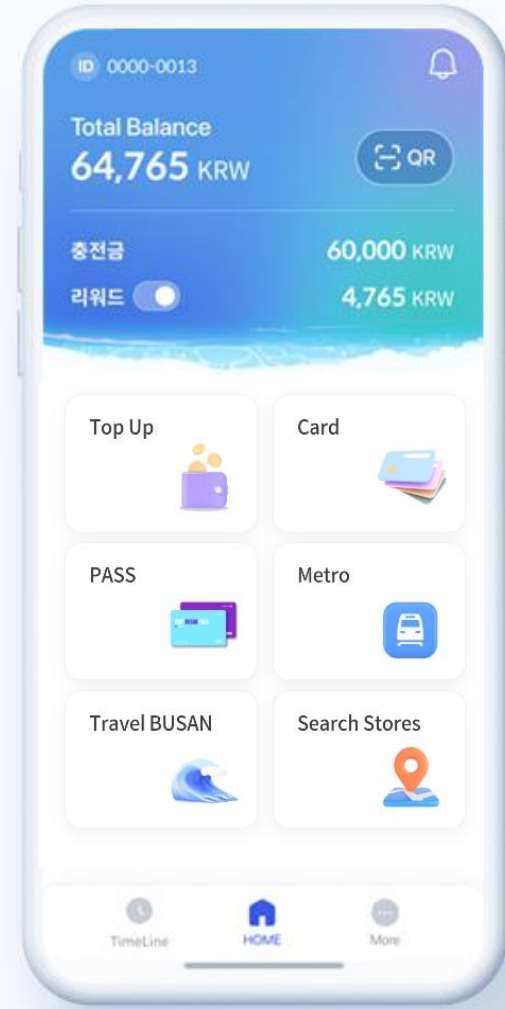 ID 0000-0013
Total Balance
64,765 KRW
QR
충전금 60,000 KRW
리워드 4,765 KRW
Top Up
Card
PASS
Metro
Travel BUSAN
Search Stores
TimeLine
HOME
More